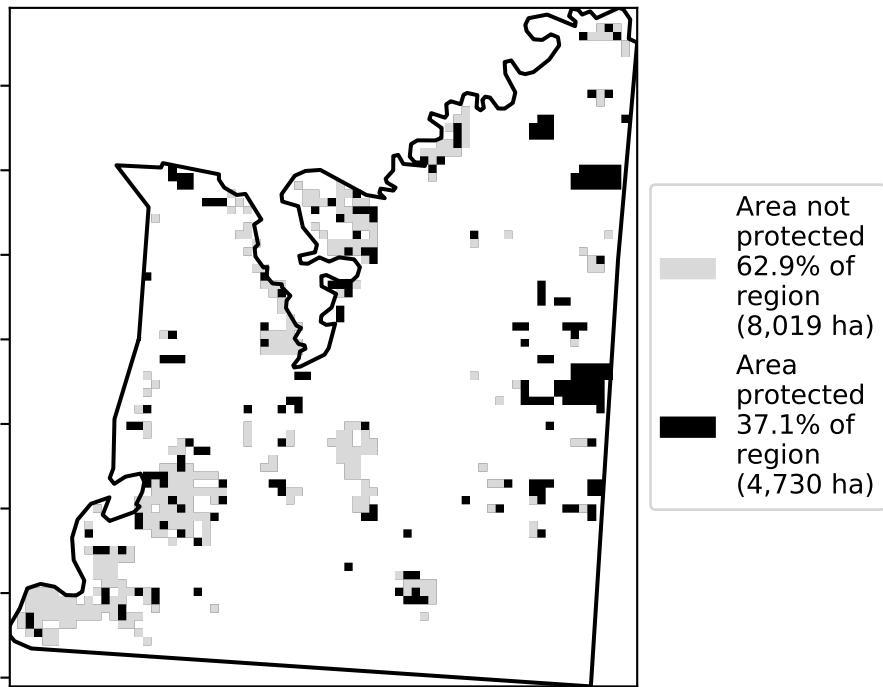 Area not
protected
62.9% of
region
(8,019 ha)
Area
protected
37.1% of
region
(4,730 ha)